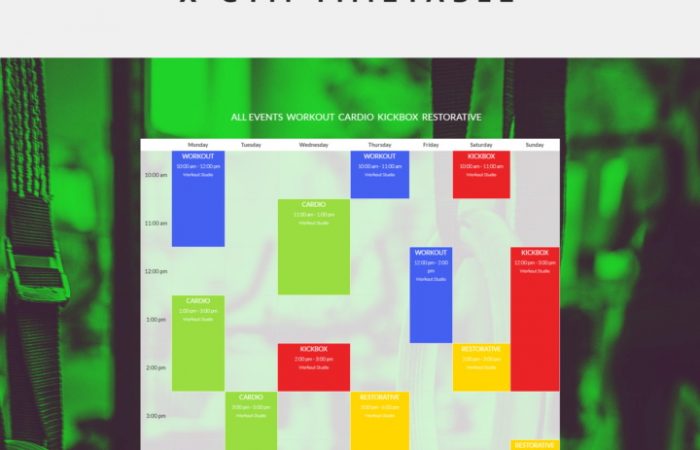 X GYM TIMETABLE
ALL EVENTS WORKOUT CARDIO KICKBOX RESTORATIVE
Monday Tuesday Wednesday Thursday Friday Saturday Sunday
WORKOUT
10:00 am - 12:00 pm
Workout Studio
WORKOUT
10:00 am - 11:00 am
Workout Studio
KICKBOX
10:00 am - 11:00 am
Workout Studio
10:00 am
CARDIO
11:00 am - 1:00 pm
Workout Studio
11:00 am
WORKOUT
12:00 pm - 2:00
pm
Workout Studio
KICKBOX
12:00 pm - 3:00 pm
Workout Studio
12:00 pm
CARDIO
1:00 pm - 3:00 pm
Workout Studio
1:00 pm
KICKBOX
2:00 pm - 3:00 pm
Workout Studio
RESTORATIVE
2:00 pm - 3:00 pm
Workout Studio
2:00 pm
CARDIO
3:00 pm - 5:00 pm
Workout Studio
RESTORATIVE
Workout Studio
3:00 pm
RESTORATIVE